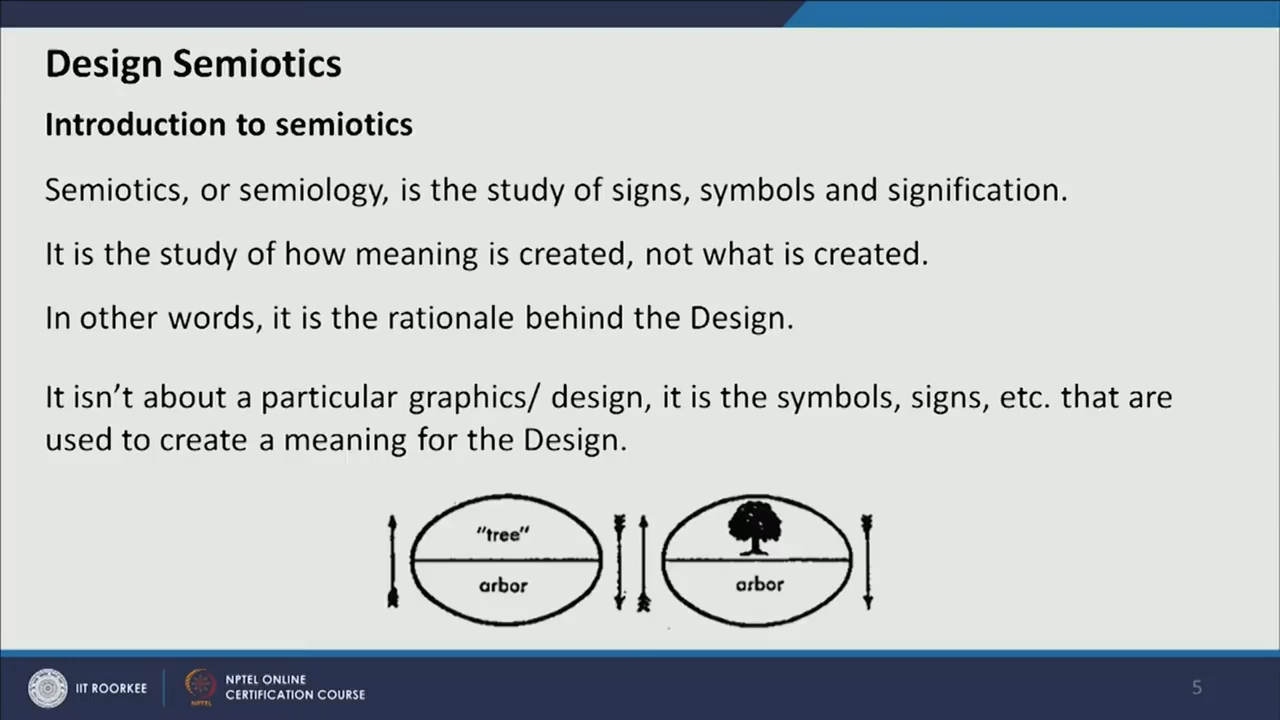 Design Semiotics
Introduction to semiotics
Semiotics, or semiology, is the study of signs, symbols and signification.
It is the study of how meaning is created, not what is created.
In other words, it is the rationale behind the Design.
It isn’t about a particular graphics/ design, it is the symbols, signs, etc. that are
used to create a meaning for the Design.
"tree"
arbor
arbor
IIT ROORKEE
NPTEL
NPTEL ONLINE
CERTIFICATION COURSE
5